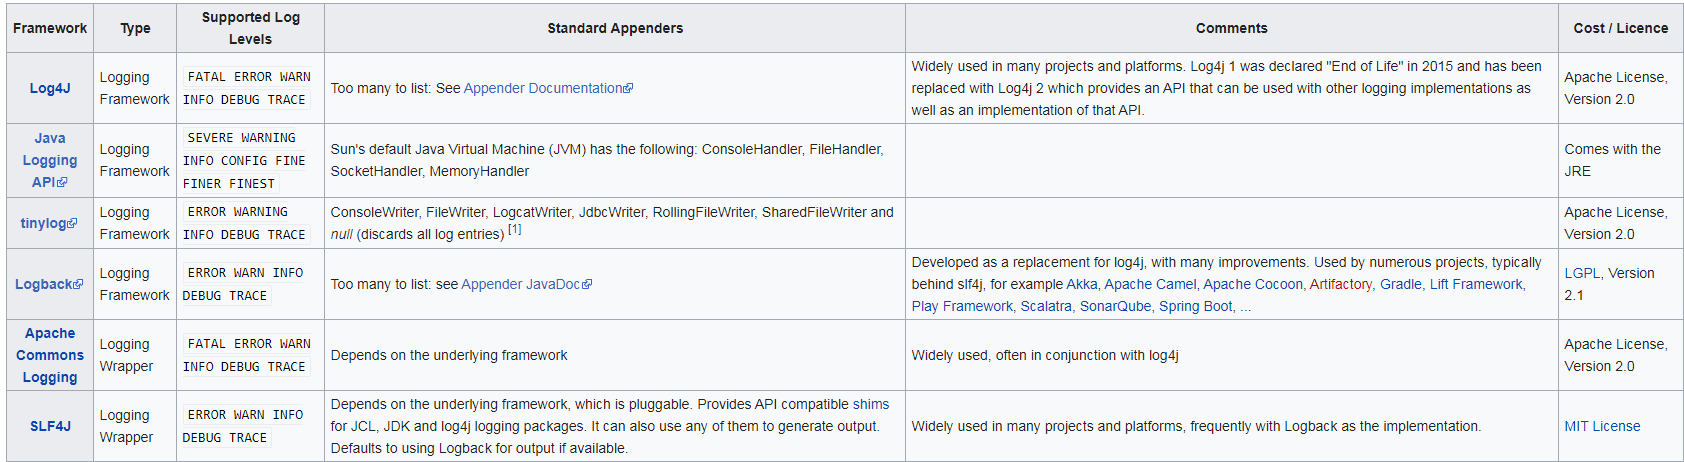 Framework
Type
Supported Log
Levels
Standard Appenders
Comments
Cost / Licence
Log4J
Logging
Framework
FATAL ERROR WARN
INFO DEBUG TRACE
Too many to list: See Appender Documentation
Widely used in many projects and platforms. Log4j 1 was declared "End of Life" in 2015 and has been
replaced with Log4j 2 which provides an API that can be used with other logging implementations as
well as an implementation of that API.
Apache License,
Version 2.0
Java
Logging
API
Logging
Framework
SEVERE WARNING
INFO CONFIG FINE
FINER FINEST
Sun's default Java Virtual Machine (JVM) has the following: ConsoleHandler, FileHandler,
SocketHandler, MemoryHandler
Comes with the
JRE
tinylog
Logging
Framework
ERROR WARNING
INFO DEBUG TRACE
ConsoleWriter, FileWriter, LogcatWriter, JdbcWriter, RollingFileWriter, SharedFileWriter and
null (discards all log entries) [1]
Apache License,
Version 2.0
Logback
Logging
Framework
ERROR WARN INFO
DEBUG TRACE
Too many to list: see Appender JavaDoc
Developed as a replacement for log4j, with many improvements. Used by numerous projects, typically
behind slf4j, for example Akka, Apache Camel, Apache Cocoon, Artifactory, Gradle, Lift Framework,
Play Framework, Scalatra, SonarQube, Spring Boot, ...
LGPL, Version
2.1
Apache
Commons
Logging
Logging
Wrapper
FATAL ERROR WARN
INFO DEBUG TRACE
Depends on the underlying framework
Widely used, often in conjunction with log4j
Apache License,
Version 2.0
SLF4J
Logging
Wrapper
ERROR WARN INFO
DEBUG TRACE
Depends on the underlying framework, which is pluggable. Provides API compatible shims
for JCL, JDK and log4j logging packages. It can also use any of them to generate output.
Defaults to using Logback for output if available.
Widely used in many projects and platforms, frequently with Logback as the implementation.
MIT License